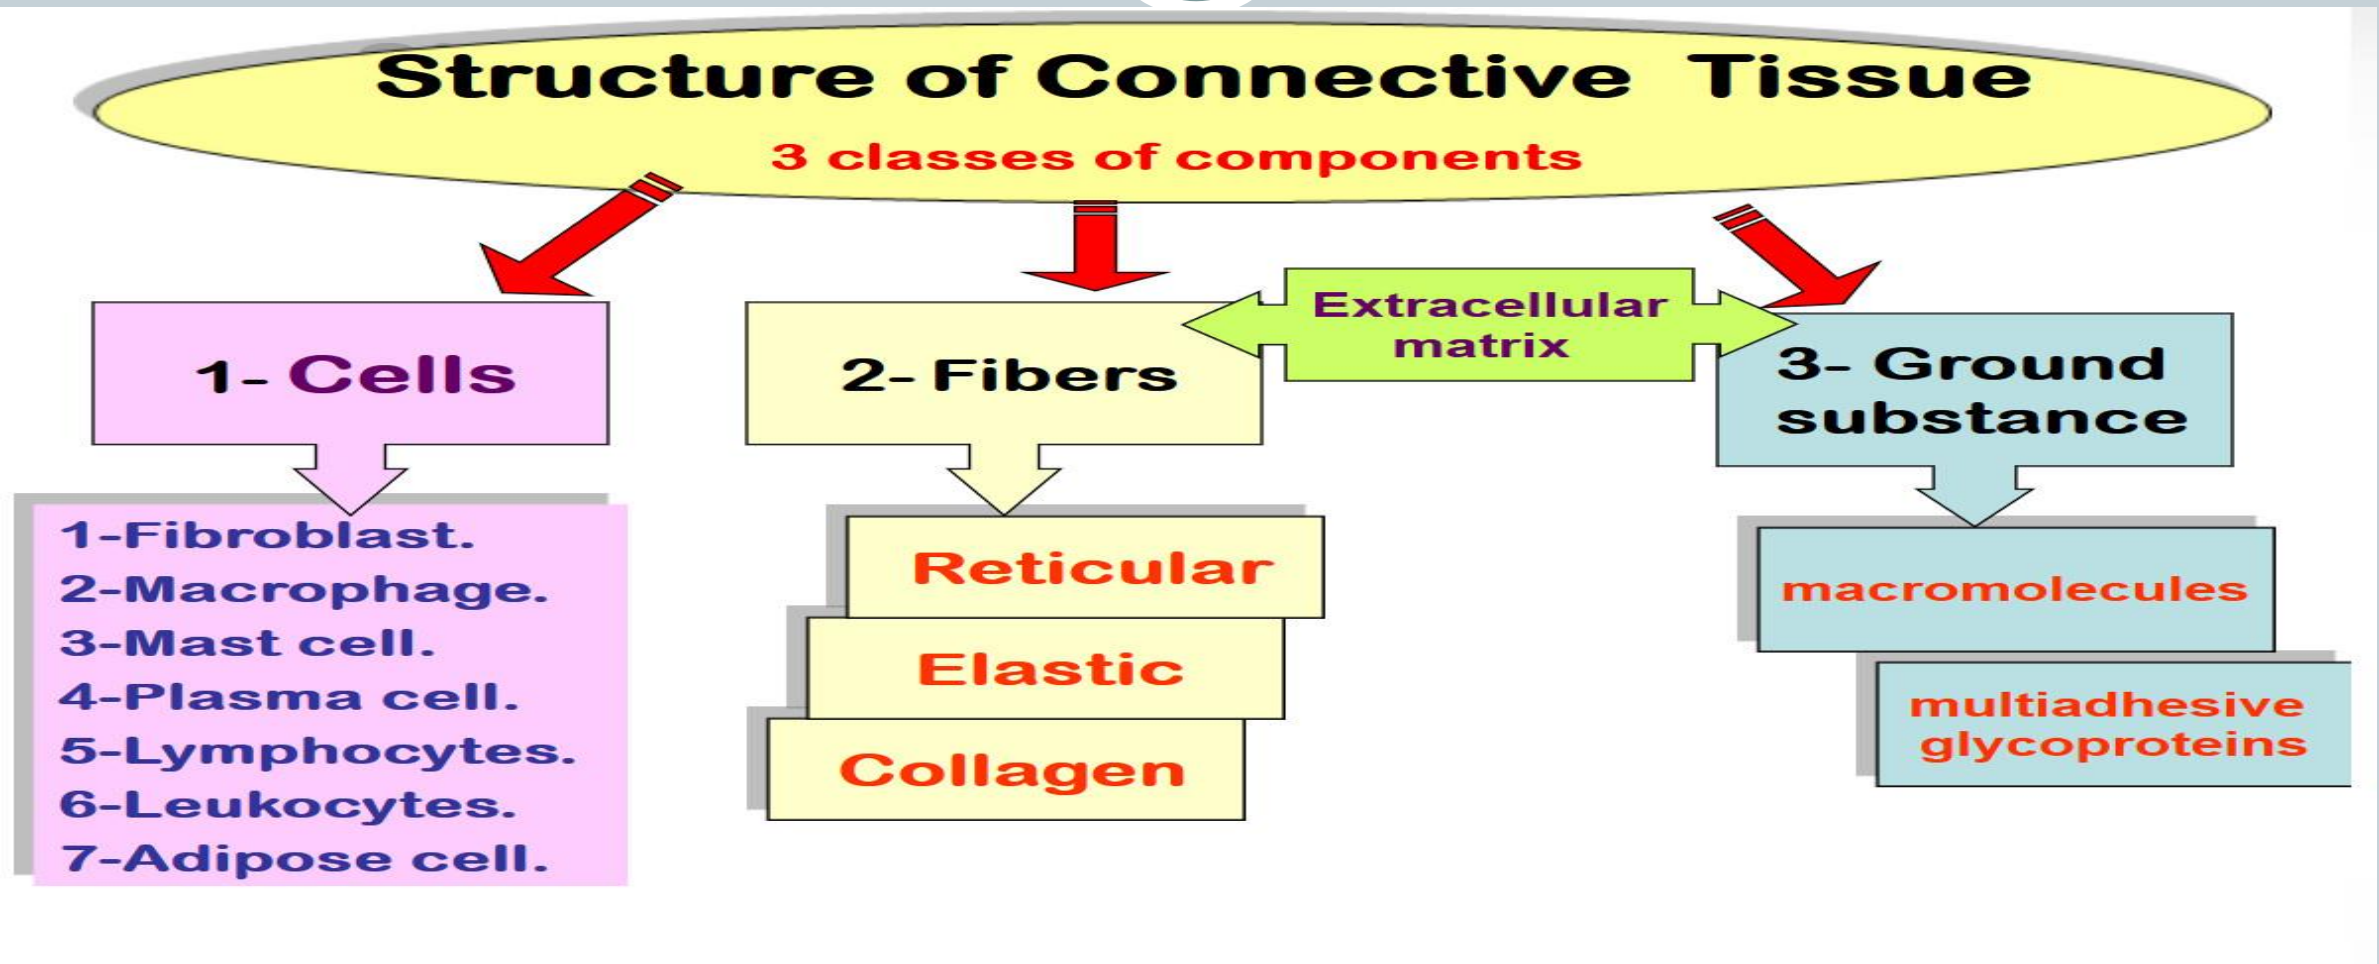 Structure of Connective Tissue
3 classes of components
Extracellular
matrix
1- Cells
2- Fibers
3- Ground
substance
1-Fibroblast.
2-Macrophage.
3-Mast cell.
4-Plasma cell.
5-Lymphocytes.
6-Leukocytes.
7-Adipose cell.
Reticular
Elastic
Collagen
macromolecules
multiadhesive
glycoproteins